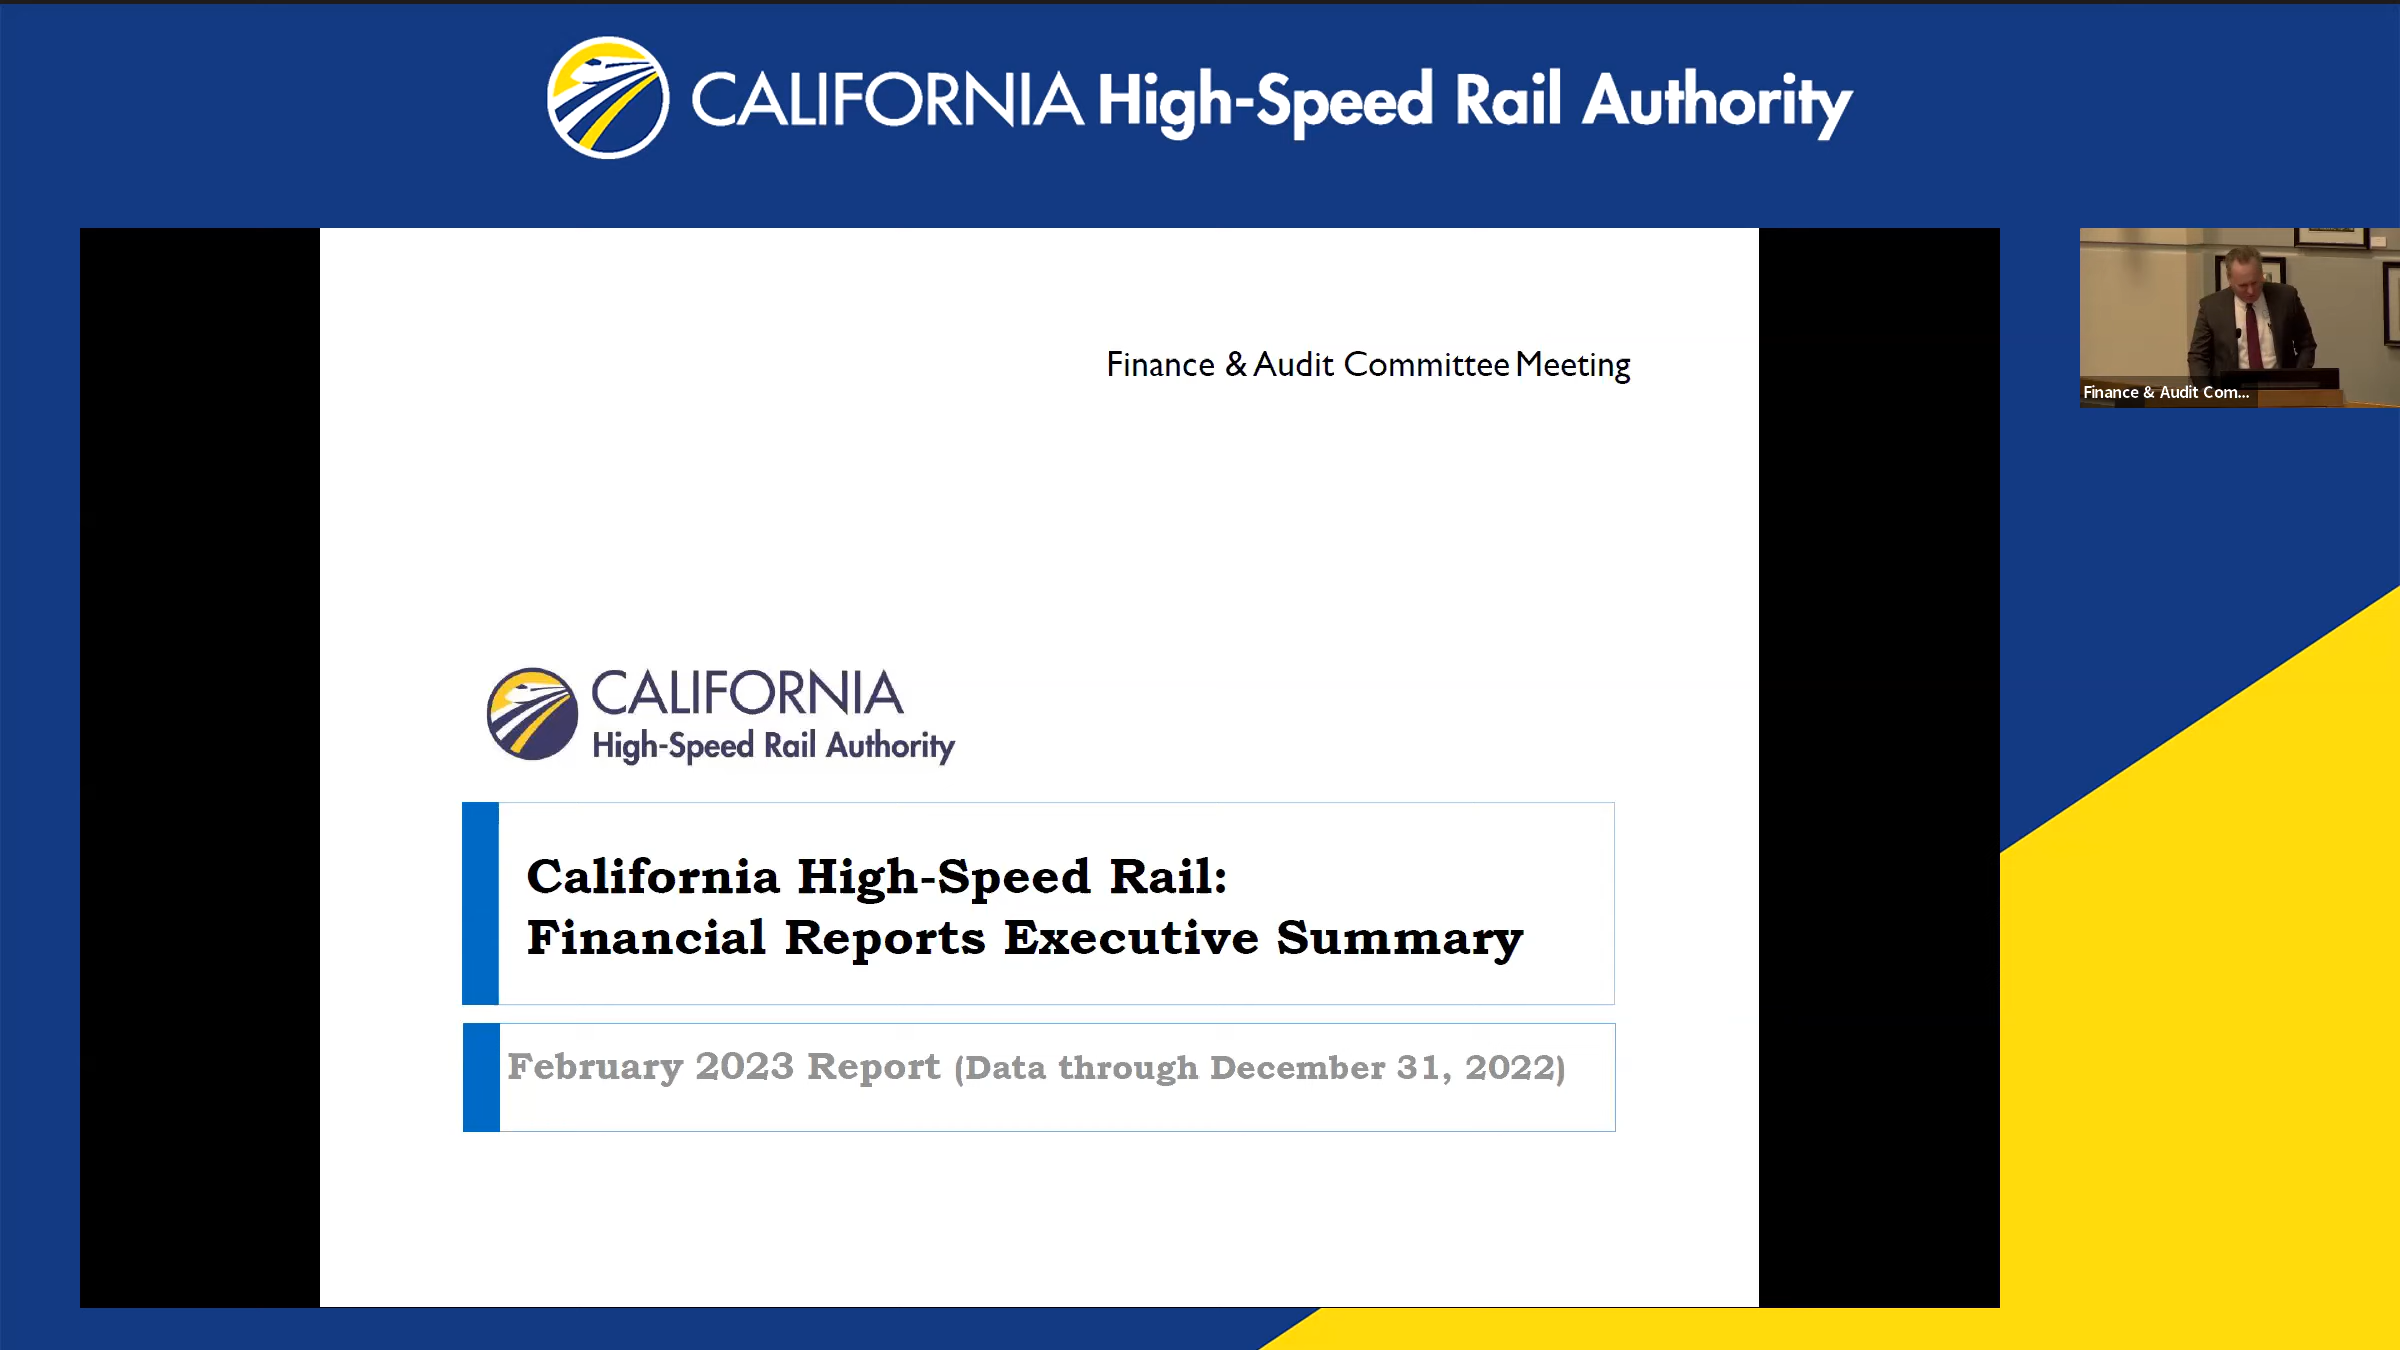 CALIFORNIA High-Speed Rail Authority
Finance & Audit Committee Meeting
Finance & Audit Com...
CALIFORNIA
High-Speed Rail Authority
California High-Speed Rail:
Financial Reports Executive Summary
February 2023 Report (Data through December 31, 2022)